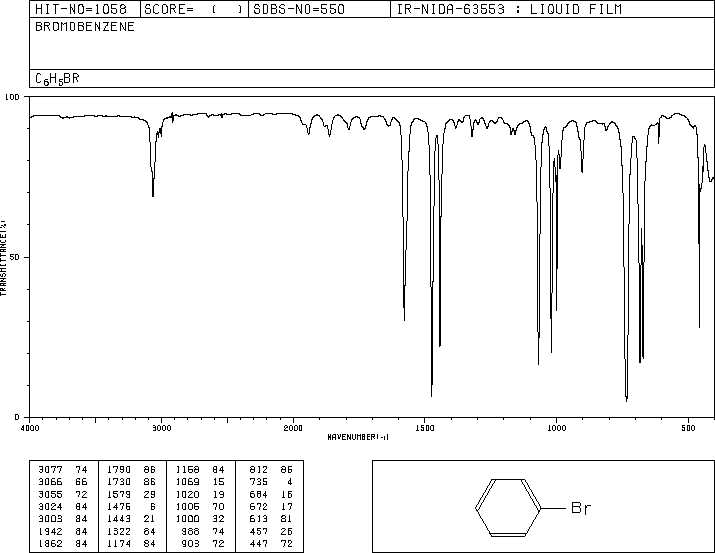 HIT-NO=1058 SCORE= ( ) SDBS-NO=550 IR-NIDA-63553 : LIQUID FILM
BROMOBENZENE
C6H5BR
100
TRANSMITTANCE(%)
50
0
4000 3000 2000 1500 1000 500
WAVENUMBER(-1)
3077 74 1790 86 1158 84 812 86
3066 66 1730 86 1069 15 735 4
3055 72 1579 29 1020 19 684 16
3024 84 1476 6 1006 70 672 17
3003 84 1443 21 1000 32 613 81
1942 84 1322 84 988 74 457 26
1862 84 1174 84 903 72 447 72
Br